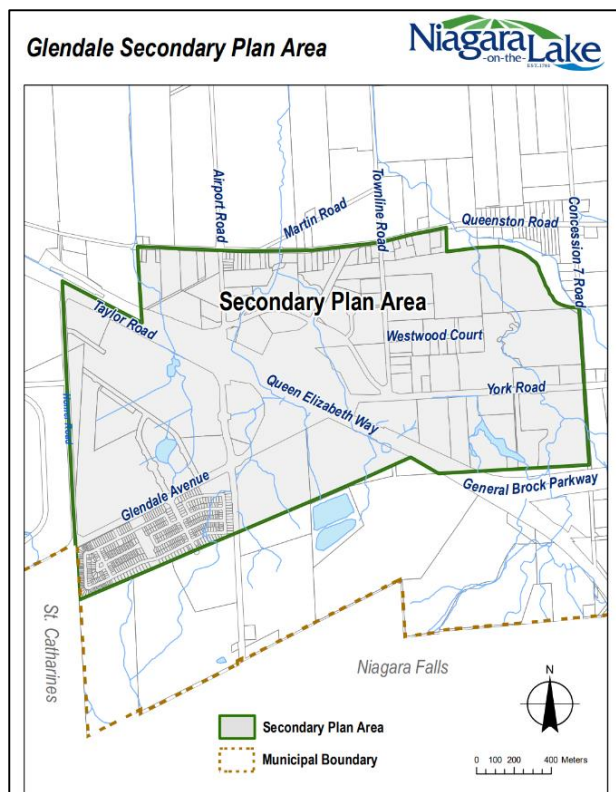 Glendale Secondary Plan Area
Niagara
-on-the-
Lake
Airport Road
Martin Road
Townline Road
Queenston Road
Concession 7 Road
Secondary Plan Area
Taylor Road
Westwood Court
Queen Elizabeth Way
York Road
Glendale Avenue
General Brock Parkway
St. Catharines
Niagara Falls
N
Secondary Plan Area
Municipal Boundary
0 100 200 400 Meters